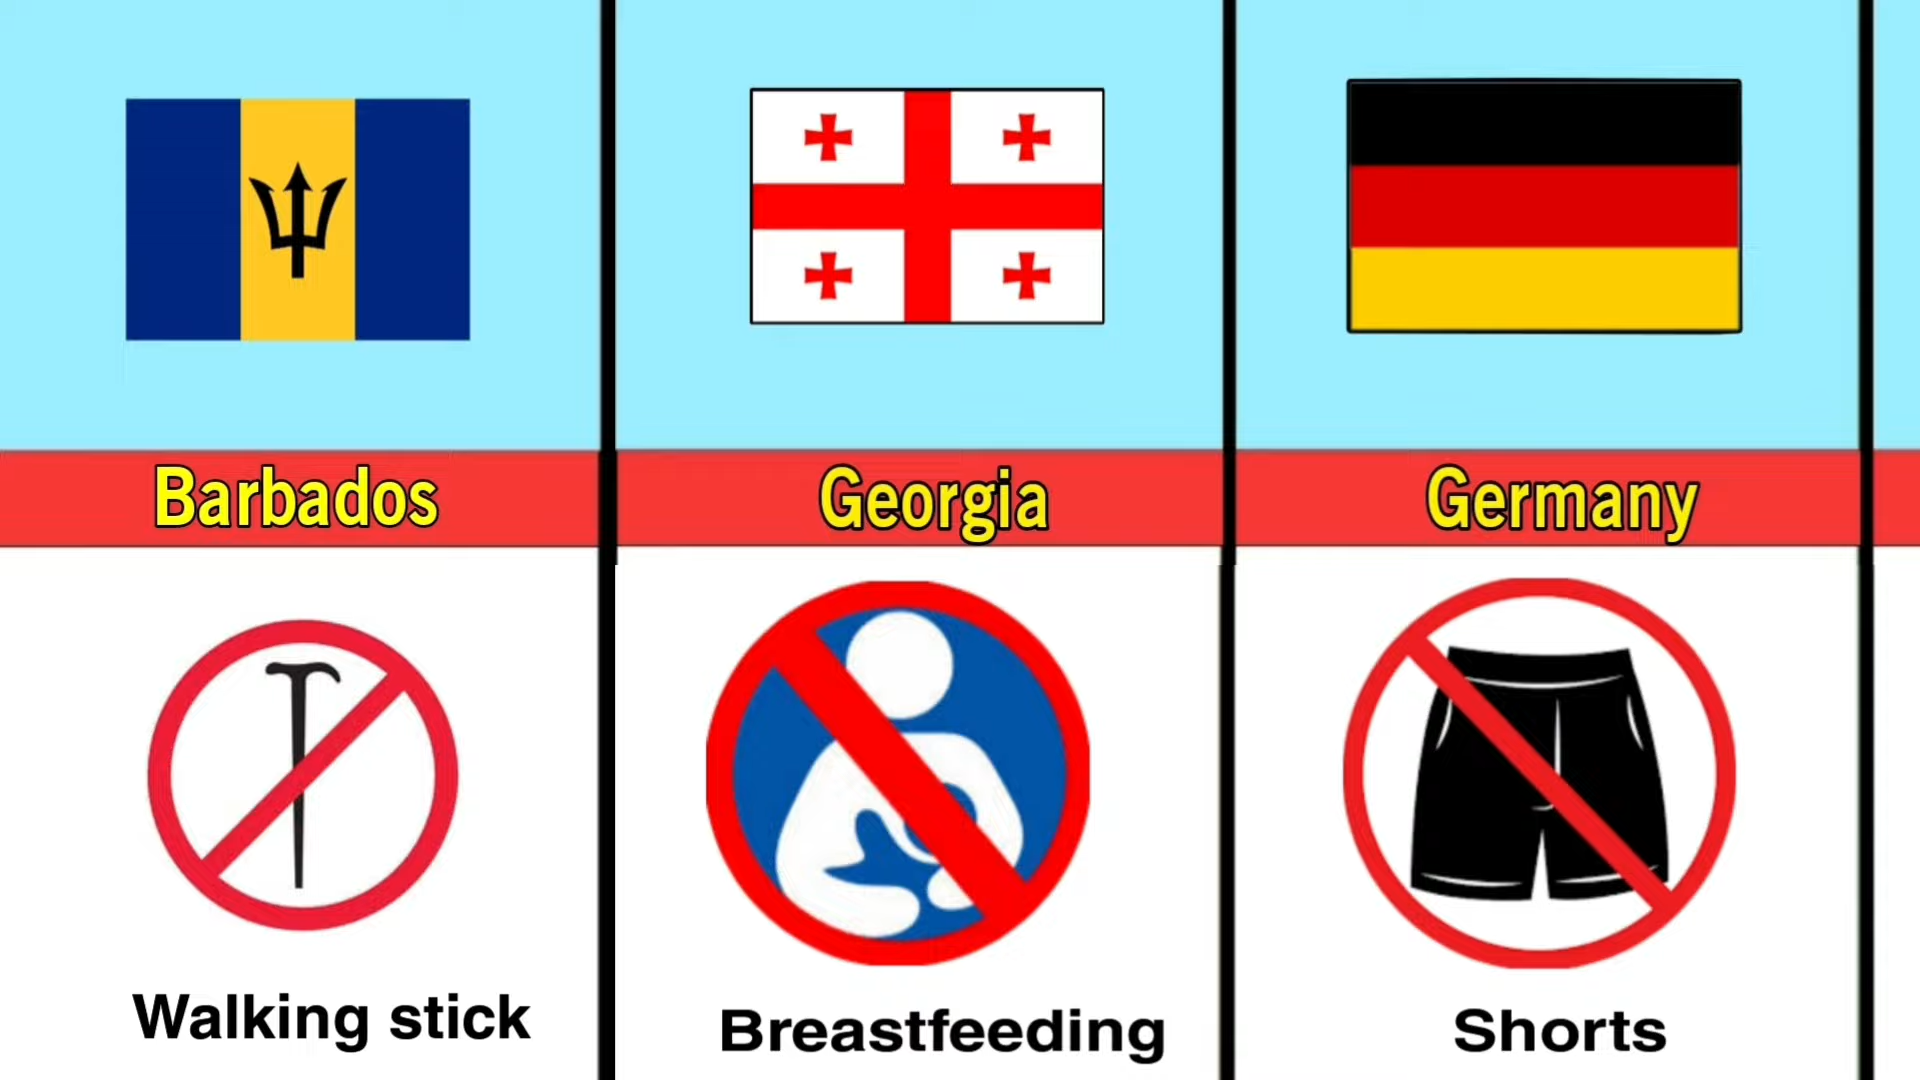 Barbados
Georgia
Germany
Walking stick
Breastfeeding
Shorts